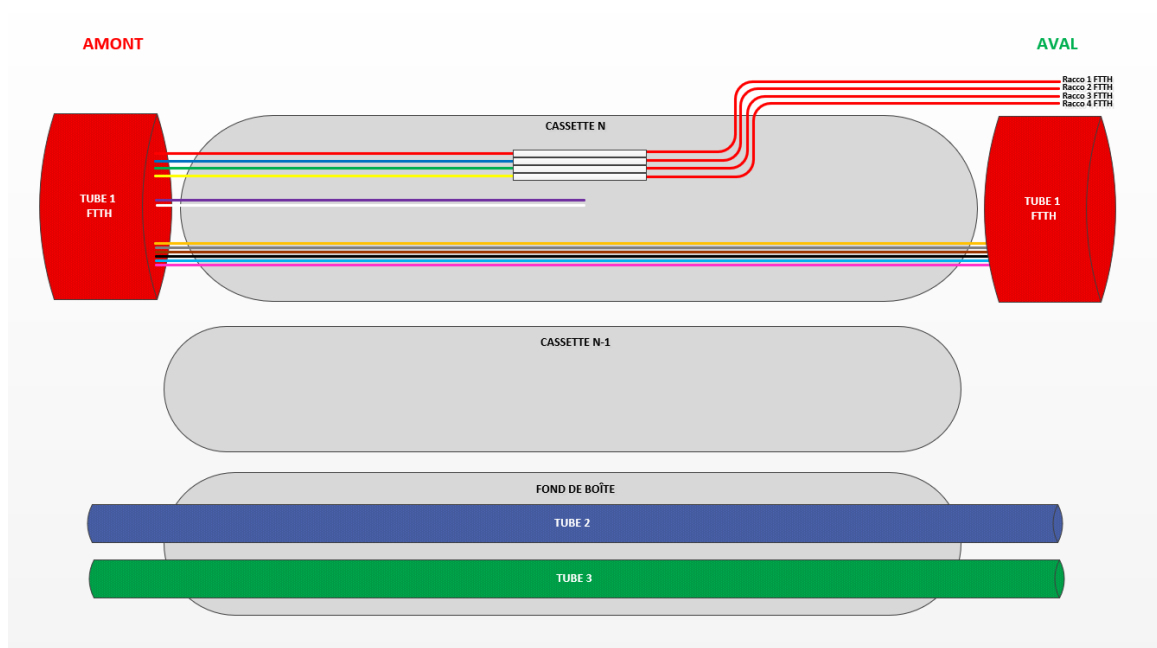 AMONT
AVAL
Racco 1 FTTH
Racco 2 FTTH
Racco 3 FTTH
Racco 4 FTTH
CASSETTE N
TUBE 1
FTTH
TUBE 1
FTTH
CASSETTE N-1
FOND DE BOÎTE
TUBE 2
TUBE 3